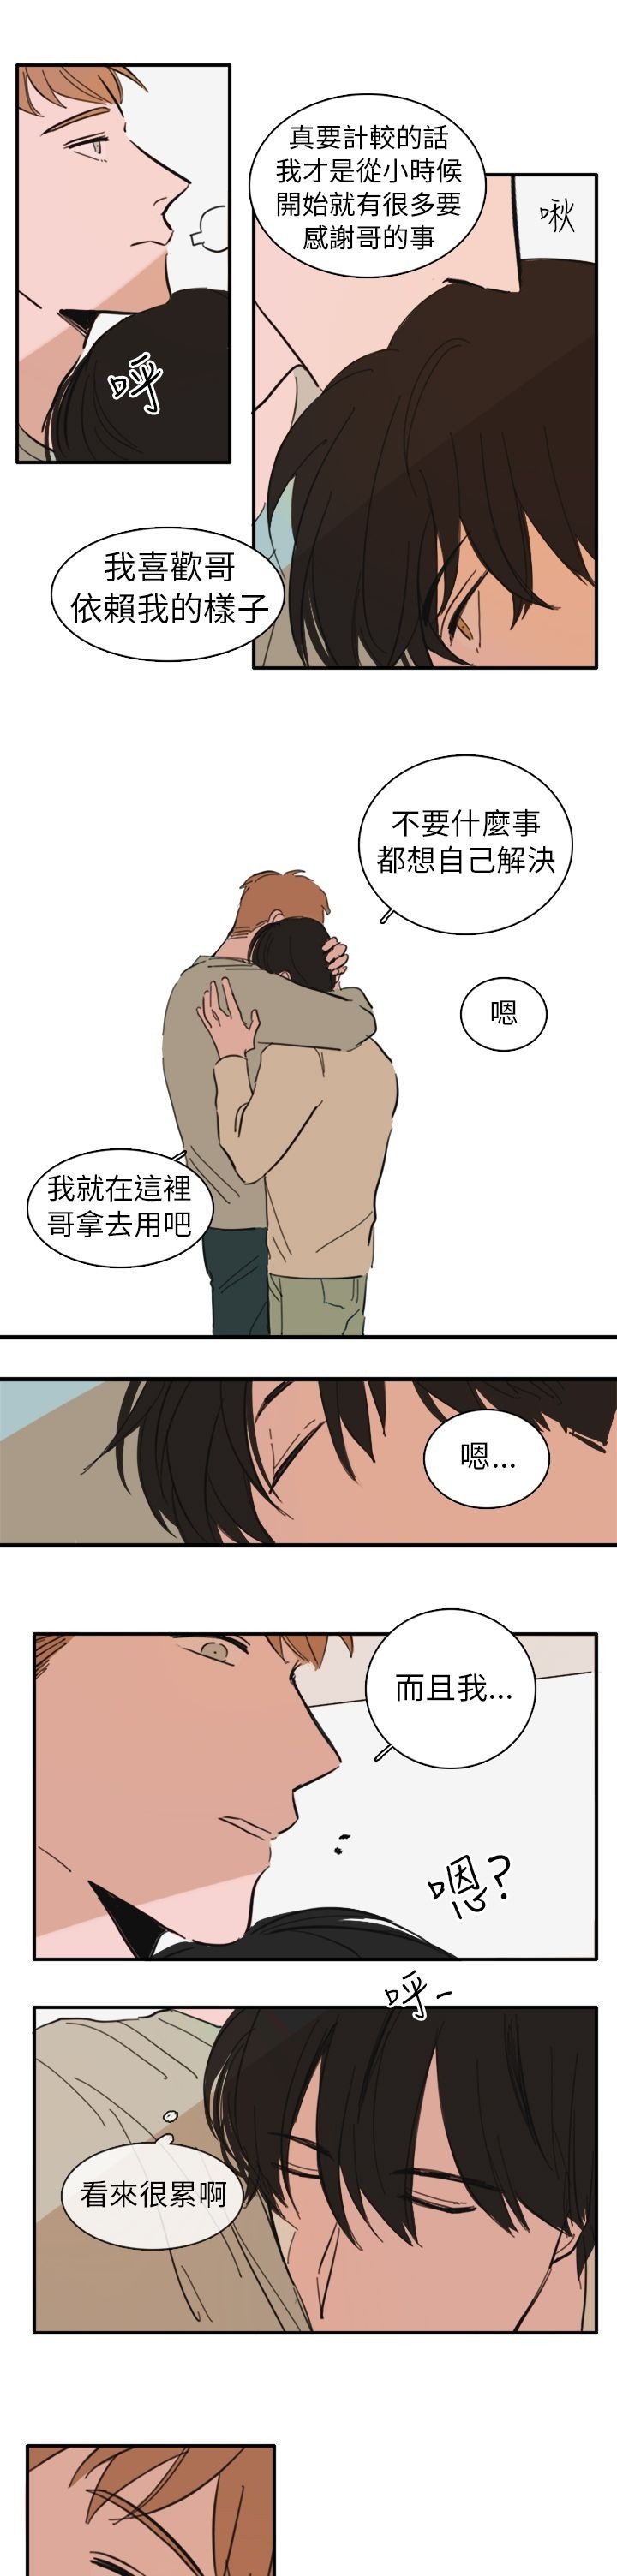 真要計較的話
我才是從小時候
開始就有很多要
感謝哥的事
啾
呼
我喜歡哥
依賴我的樣子
不要什麼事
都想自己解決
嗯
我就在這裡
哥拿去用吧
嗯…
而且我…
嗯?
呼~
看來很累啊